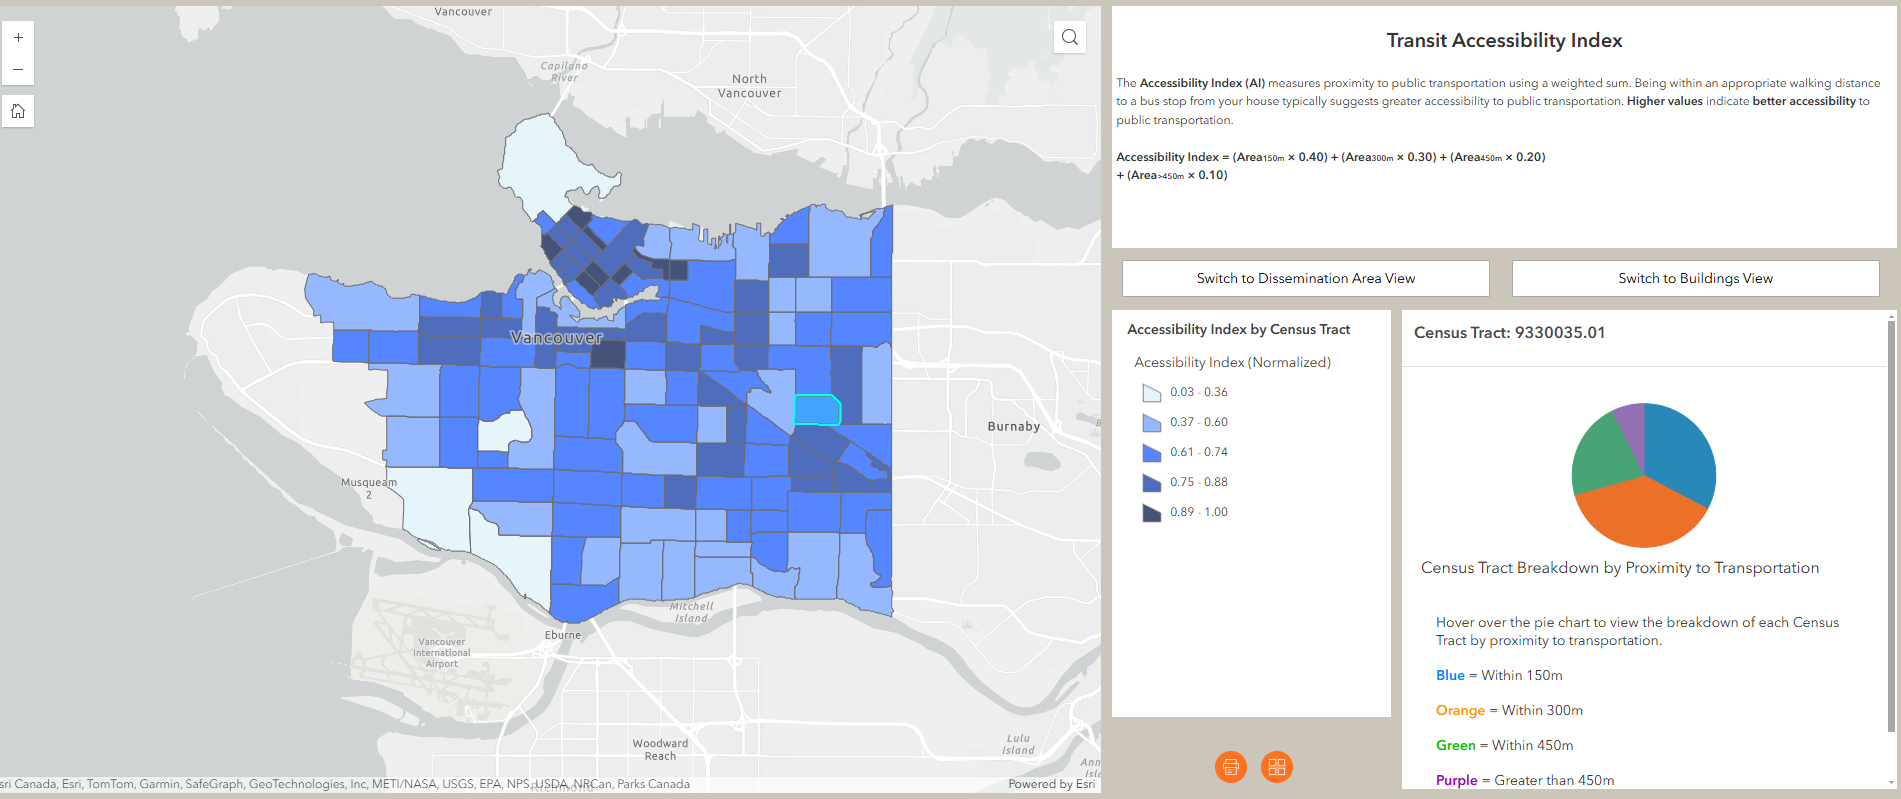 Vancouver
Capilano
River
North
Vancouver
Vancouver
Burnaby
Musqueam
2
Mitchell
Island
Eburne
Vancouver
International
Airport
Woodward
Reach
Lulu
Island
sri Canada, Esri, TomTom, Garmin, SafeGraph, GeoTechnologies, Inc, METI/NASA, USGS, EPA, NPS, USDA, NRCan, Parks Canada
Powered by Esri
Transit Accessibility Index
The Accessibility Index (AI) measures proximity to public transportation using a weighted sum. Being within an appropriate walking distance
to a bus stop from your house typically suggests greater accessibility to public transportation. Higher values indicate better accessibility to
public transportation.
Accessibility Index = (Area150m × 0.40) + (Area300m × 0.30) + (Area450m × 0.20)
+ (Area>450m × 0.10)
Switch to Dissemination Area View
Switch to Buildings View
Accessibility Index by Census Tract
Acessibility Index (Normalized)
0.03 - 0.36
0.37 - 0.60
0.61 - 0.74
0.75 - 0.88
0.89 - 1.00
Census Tract: 9330035.01
Census Tract Breakdown by Proximity to Transportation
Hover over the pie chart to view the breakdown of each Census
Tract by proximity to transportation.
Blue = Within 150m
Orange = Within 300m
Green = Within 450m
Purple = Greater than 450m